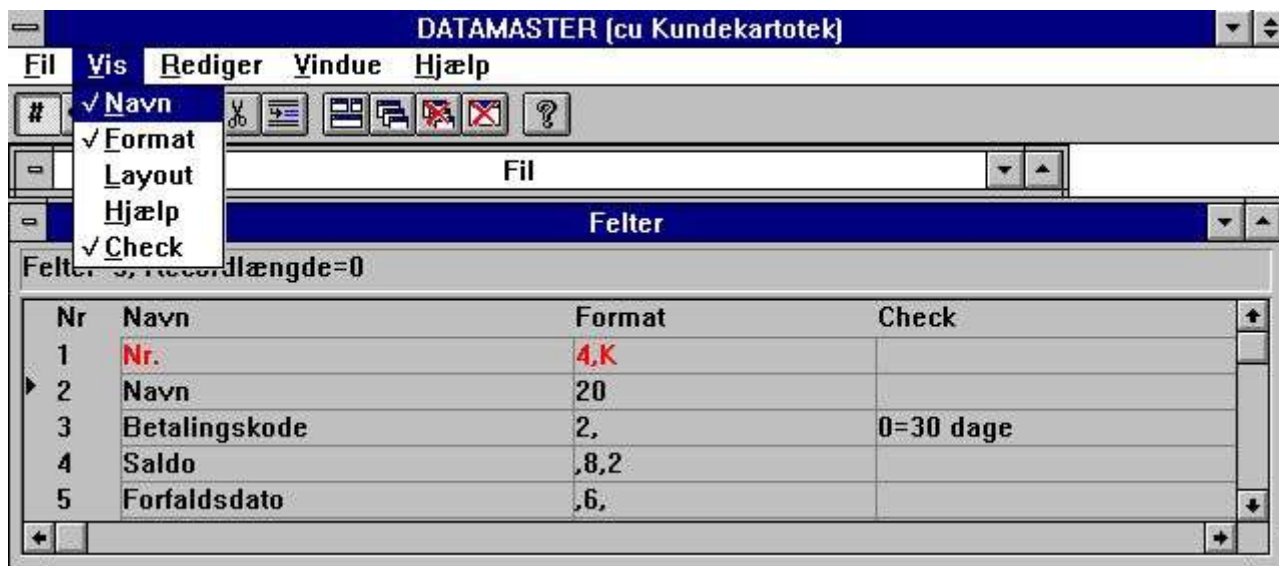 DATAMASTER (cu Kundekartotek)
Fil Vis Rediger Vindue Hjælp
#
?
√ Navn
√ Format
Layout
Hjælp
√ Check
Fil
Felter
dlængde=0
Nr Navn Format Check
1 Nr. 4,K
2 Navn 20
3 Betalingskode 2, 0=30 dage
4 Saldo ,8,2
5 Forfaldsdato ,6,